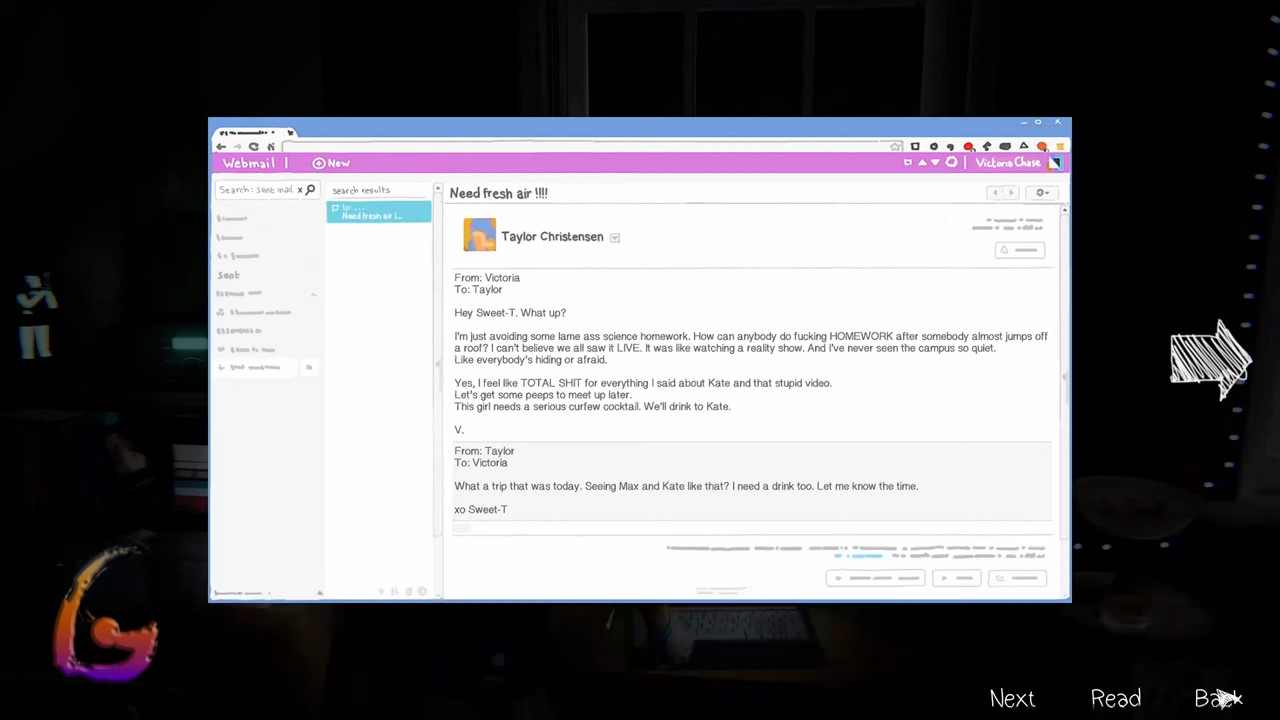 Webmail |
New
Victoria Chase
Search: sent mail x
search results
Need fresh air !!!!
to: ...
Need fresh air !...
Taylor Christensen
Sent
From: Victoria
To: Taylor
Hey Sweet-T. What up?
I'm just avoiding some lame ass science homework. How can anybody do fucking HOMEWORK after somebody almost jumps off
a roof? I can't believe we all saw it LIVE. It was like watching a reality show. And I've never seen the campus so quiet.
Like everybody's hiding or afraid.
Yes, I feel like TOTAL SHIT for everything I said about Kate and that stupid video.
Let's get some peeps to meet up later.
This girl needs a serious curfew cocktail. We'll drink to Kate.
V.
From: Taylor
To: Victoria
What a trip that was today. Seeing Max and Kate like that? I need a drink too. Let me know the time.
xo Sweet-T
Next
Read
Back